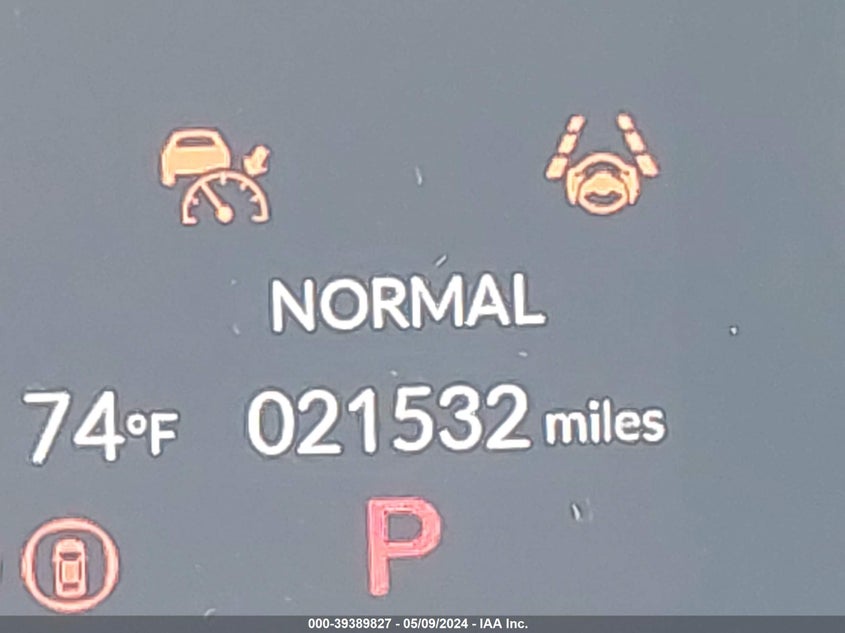 NORMAL
74°F 021532 miles
P
000-39389827 - 05/09/2024 - IAA Inc.